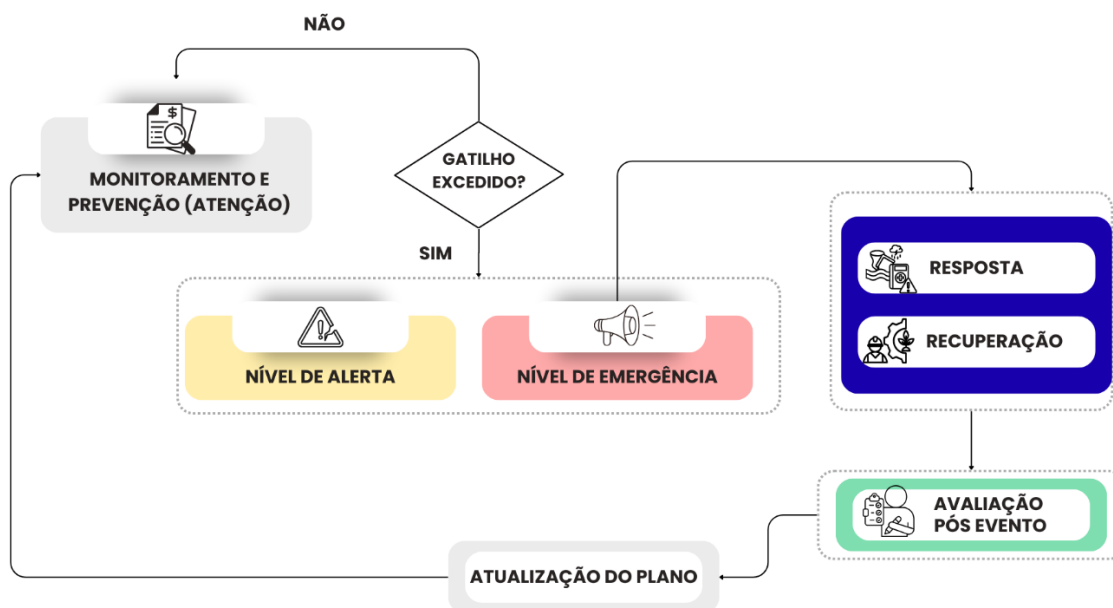 NÃO
GATILHO
EXCEDIDO?
MONITORAMENTO E
PREVENÇÃO (ATENÇÃO)
SIM
NÍVEL DE ALERTA
NÍVEL DE EMERGÊNCIA
RESPOSTA
RECUPERAÇÃO
AVALIAÇÃO
PÓS EVENTO
ATUALIZAÇÃO DO PLANO